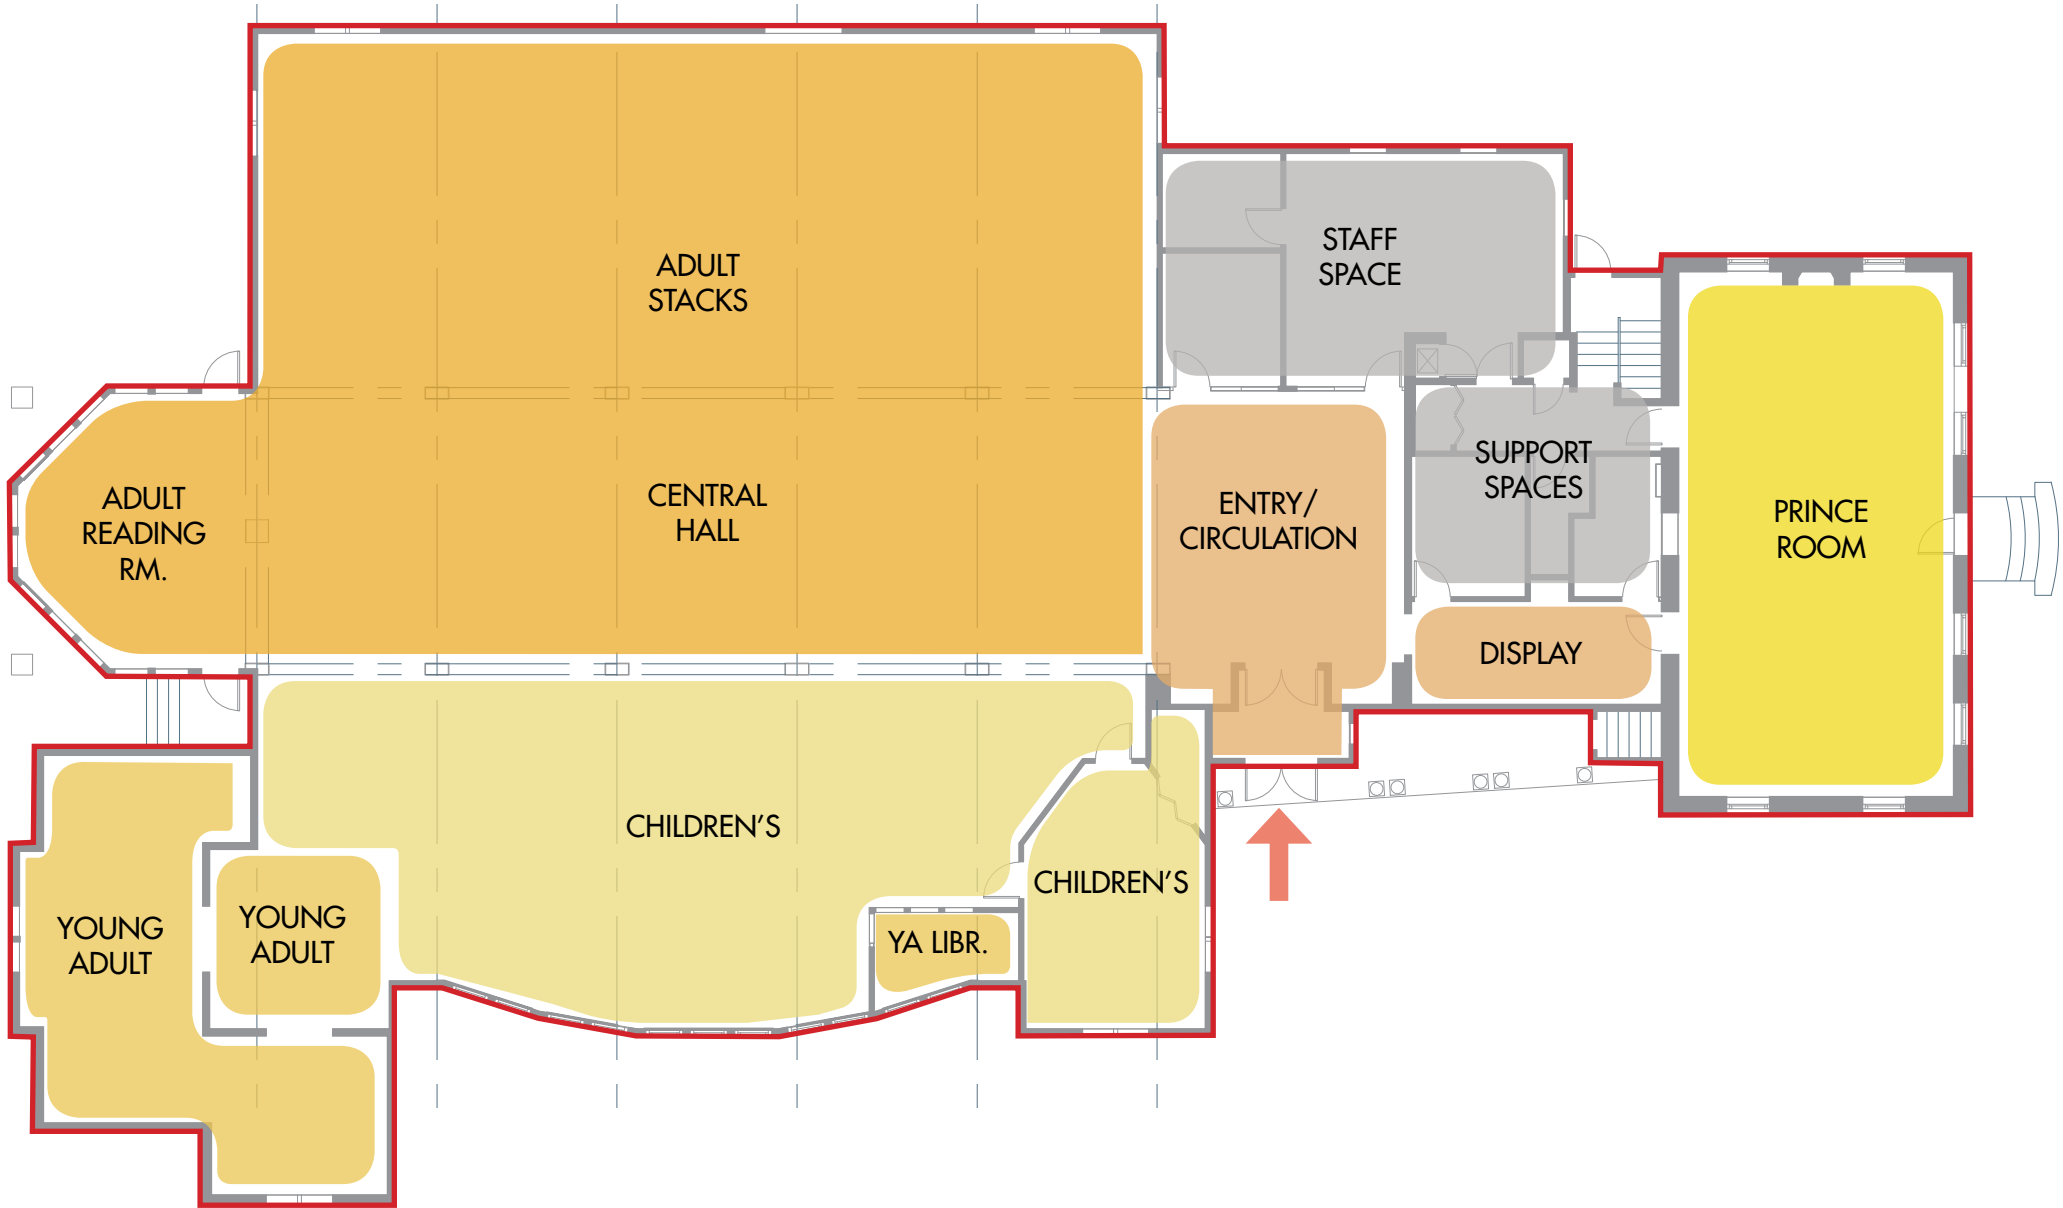 ADULT
STACKS
STAFF
SPACE
ADULT
READING
RM.
CENTRAL
HALL
ENTRY/
CIRCULATION
SUPPORT
SPACES
PRINCE
ROOM
DISPLAY
CHILDREN'S
CHILDREN'S
YOUNG
ADULT
YOUNG
ADULT
YA LIBR.